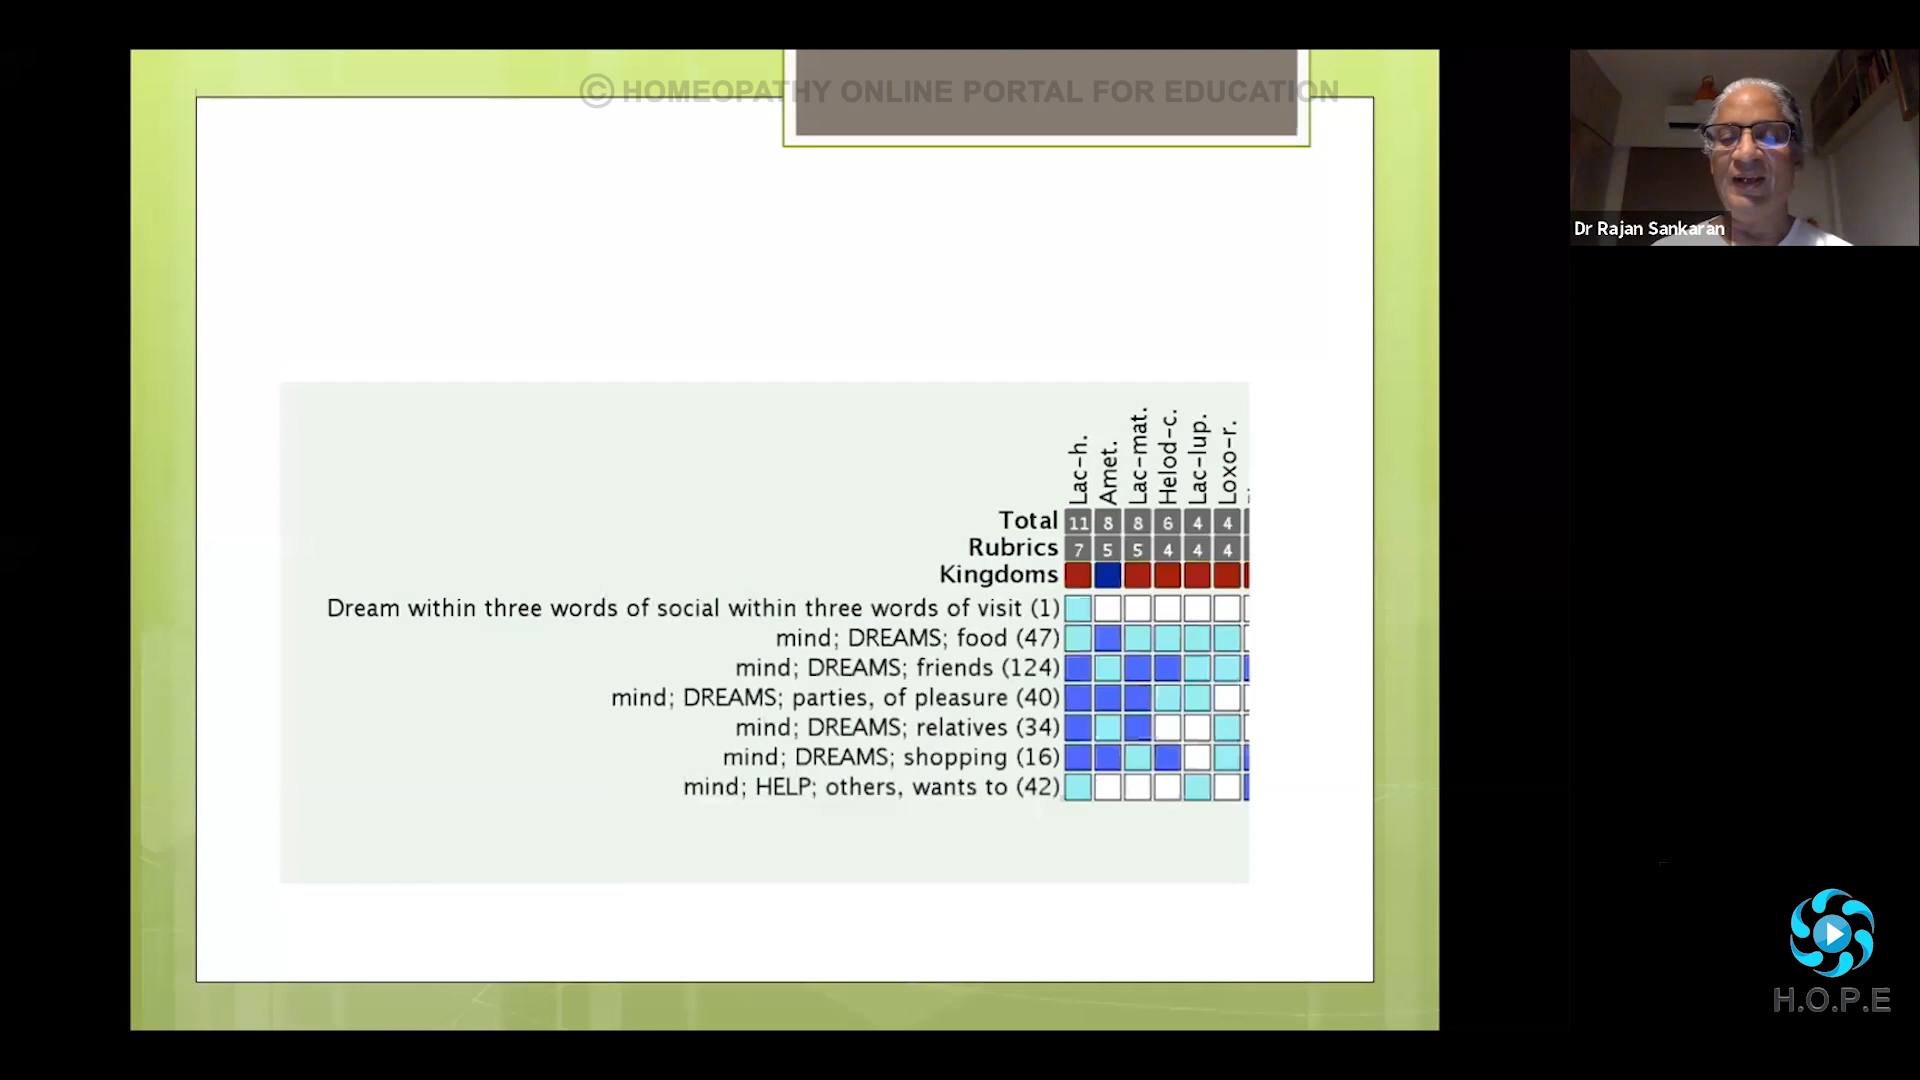 © HOMEOPATHY ONLINE PORTAL FOR EDUCATION
Dr Rajan Sankaran
Lac-h. Amet. Lac-mat. Helod-c. Lac-lup. Loxo-r.
Total 11 8 8 6 4 4
Rubrics 7 5 5 4 4 4
Kingdoms
Dream within three words of social within three words of visit (1)
mind; DREAMS; food (47)
mind; DREAMS; friends (124)
mind; DREAMS; parties, of pleasure (40)
mind; DREAMS; relatives (34)
mind; DREAMS; shopping (16)
mind; HELP; others, wants to (42)
H.O.P.E